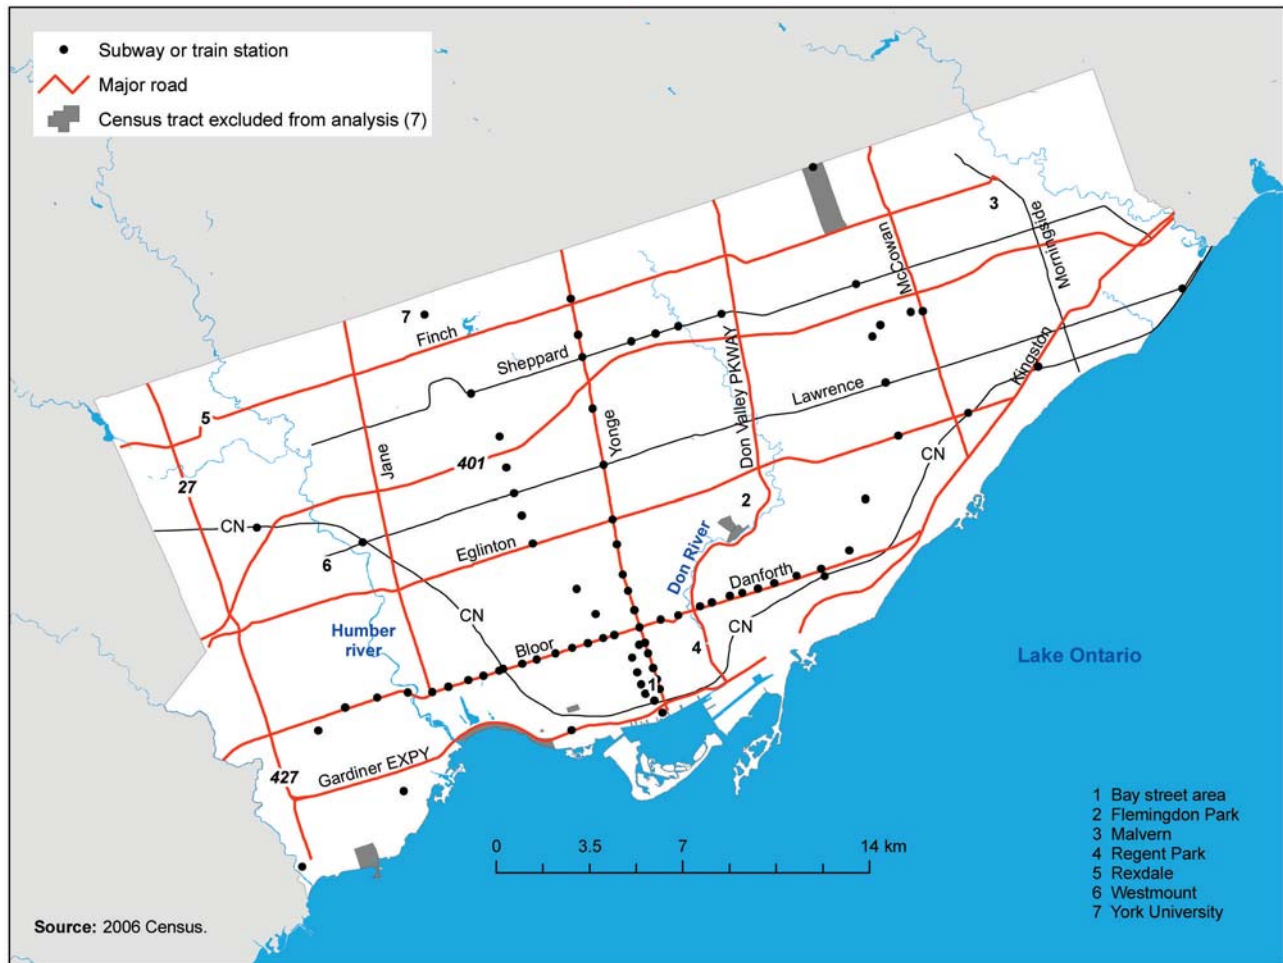 Subway or train station
Major road
Census tract excluded from analysis (7)
3
McCowan
Morningside
7
Finch
Sheppard
Don Valley PKWAY
Kingston
Lawrence
5
Yonge
Jane
401
27
CN
2
CN
6
Eglinton
Don River
Danforth
CN
CN
Humber
river
Bloor
4
Lake Ontario
1
Gardiner EXPY
427
1 Bay street area
2 Flemingdon Park
3 Malvern
4 Regent Park
5 Rexdale
6 Westmount
7 York University
0 3.5 7 14 km
Source: 2006 Census.